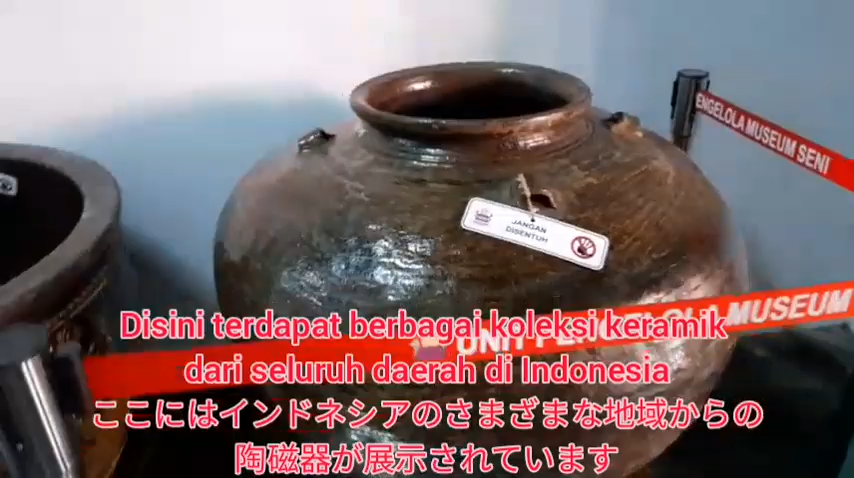 ENGELOLA MUSEUM SENI
JANGAN
DISENTUH
UNIT PENGELOLA MUSEUM
Disini terdapat berbagai koleksi keramik
dari seluruh daerah di Indonesia
ここにはインドネシアのさまざまな地域からの
陶磁器が展示されています